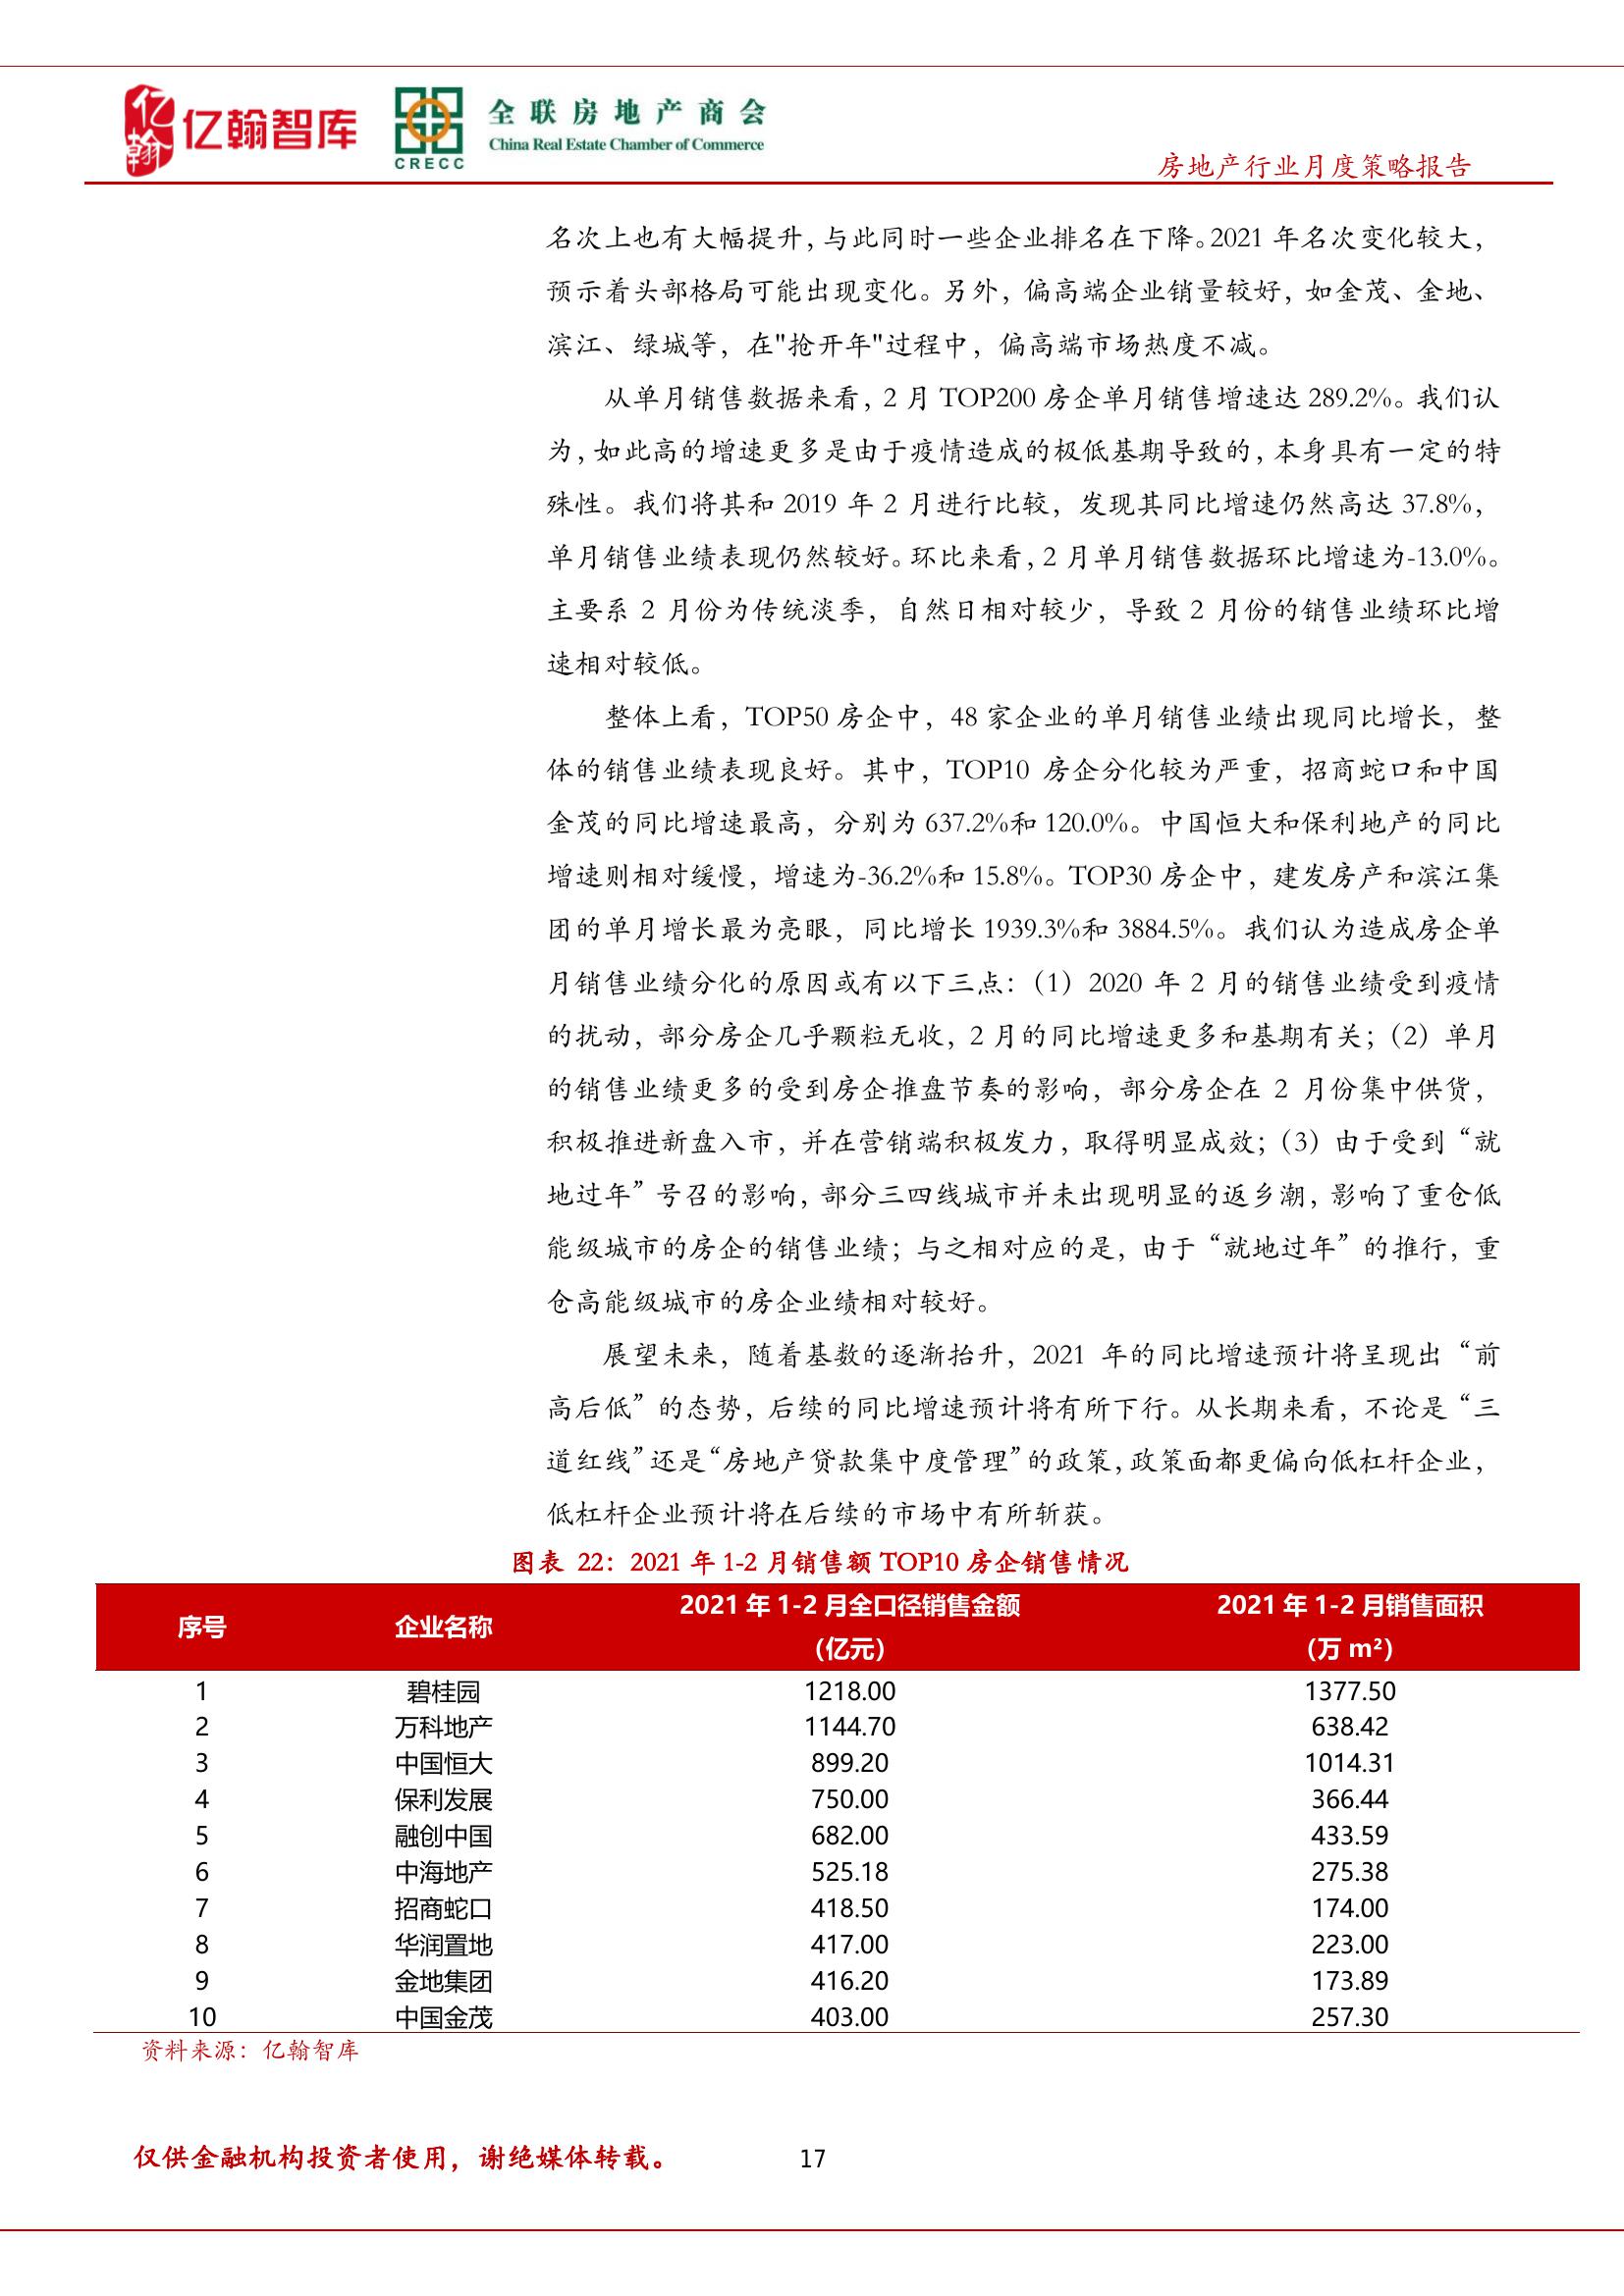 亿翰
亿翰智库
CRECC
全联房地产商会
China Real Estate Chamber of Commerce
房地产行业月度策略报告
名次上也有大幅提升，与此同时一些企业排名在下降。2021 年名次变化较大，
预示着头部格局可能出现变化。另外，偏高端企业销量较好，如金茂、金地、
滨江、绿城等，在"抢开年"过程中，偏高端市场热度不减。
从单月销售数据来看，2 月 TOP200 房企单月销售增速达 289.2%。我们认
为，如此高的增速更多是由于疫情造成的极低基期导致的，本身具有一定的特
殊性。我们将其和 2019 年 2 月进行比较，发现其同比增速仍然高达 37.8%，
单月销售业绩表现仍然较好。环比来看，2 月单月销售数据环比增速为-13.0%。
主要系 2 月份为传统淡季，自然日相对较少，导致 2 月份的销售业绩环比增
速相对较低。
整体上看，TOP50 房企中，48 家企业的单月销售业绩出现同比增长，整
体的销售业绩表现良好。其中，TOP10 房企分化较为严重，招商蛇口和中国
金茂的同比增速最高，分别为 637.2%和 120.0%。中国恒大和保利地产的同比
增速则相对缓慢，增速为-36.2%和 15.8%。TOP30 房企中，建发房产和滨江集
团的单月增长最为亮眼，同比增长 1939.3%和 3884.5%。我们认为造成房企单
月销售业绩分化的原因或有以下三点：（1）2020 年 2 月的销售业绩受到疫情
的扰动，部分房企几乎颗粒无收，2 月的同比增速更多和基期有关；（2）单月
的销售业绩更多的受到房企推盘节奏的影响，部分房企在 2 月份集中供货，
积极推进新盘入市，并在营销端积极发力，取得明显成效；（3）由于受到“就
地过年”号召的影响，部分三四线城市并未出现明显的返乡潮，影响了重仓低
能级城市的房企的销售业绩；与之相对应的是，由于“就地过年”的推行，重
仓高能级城市的房企业绩相对较好。
展望未来，随着基数的逐渐抬升，2021 年的同比增速预计将呈现出“前
高后低”的态势，后续的同比增速预计将有所下行。从长期来看，不论是“三
道红线”还是“房地产贷款集中度管理”的政策，政策面都更偏向低杠杆企业，
低杠杆企业预计将在后续的市场中有所斩获。
图表 22：2021 年 1-2 月销售额 TOP10 房企销售情况
序号 企业名称 2021 年 1-2 月全口径销售金额 2021 年 1-2 月销售面积
（亿元） （万 m²）
1 碧桂园 1218.00 1377.50
2 万科地产 1144.70 638.42
3 中国恒大 899.20 1014.31
4 保利发展 750.00 366.44
5 融创中国 682.00 433.59
6 中海地产 525.18 275.38
7 招商蛇口 418.50 174.00
8 华润置地 417.00 223.00
9 金地集团 416.20 173.89
10 中国金茂 403.00 257.30
资料来源：亿翰智库
仅供金融机构投资者使用，谢绝媒体转载。 17